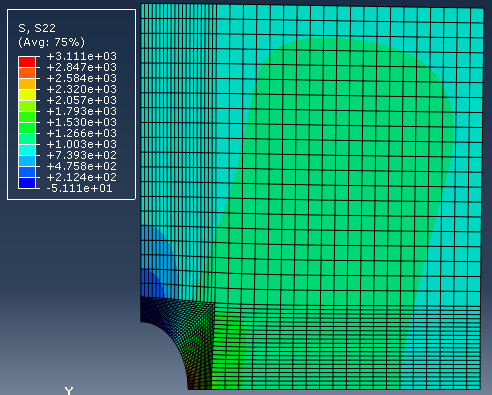 S, S22
(Avg: 75%)
+3.111e+03
+2.847e+03
+2.584e+03
+2.320e+03
+2.057e+03
+1.793e+03
+1.530e+03
+1.266e+03
+1.003e+03
+7.393e+02
+4.758e+02
+2.124e+02
-5.111e+01
Y